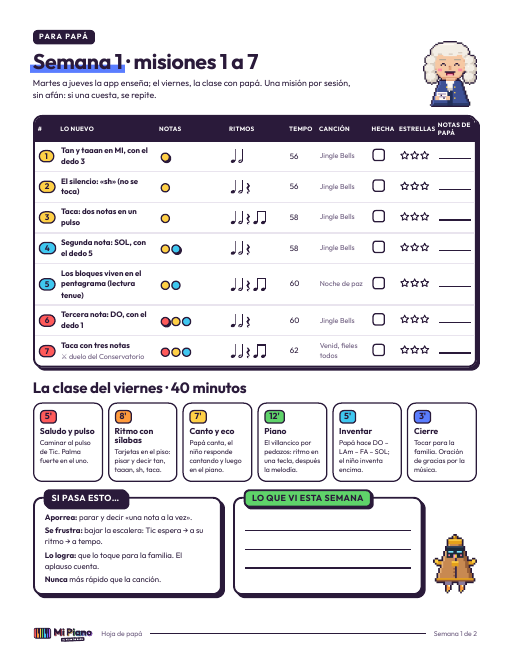 PARA PAPÁ
Semana 1 · misiones 1 a 7
Martes a jueves la app enseña; el viernes, la clase con papá. Una misión por sesión,
sin afán: si una cuesta, se repite.
# LO NUEVO NOTAS RITMOS TEMPO CANCIÓN HECHA ESTRELLAS NOTAS DE PAPÁ
1 Tan y taaan en MI, con el dedo 3 56 Jingle Bells
2 El silencio: «sh» (no se toca) 56 Jingle Bells
3 Taca: dos notas en un pulso 58 Jingle Bells
4 Segunda nota: SOL, con el dedo 5 58 Jingle Bells
5 Los bloques viven en el pentagrama (lectura tenue) 60 Noche de paz
6 Tercera nota: DO, con el dedo 1 60 Jingle Bells
7 Taca con tres notas 62 Venid, fieles todos
⚔ duelo del Conservatorio
La clase del viernes · 40 minutos
5'
Saludo y pulso
Caminar al pulso
de Tic. Palma
fuerte en el uno.
8'
Ritmo con
sílabas
Tarjetas en el piso:
pisar y decir tan,
taaan, sh, taca.
7'
Canto y eco
Papá canta, el
niño responde
cantando y luego
en el piano.
12'
Piano
El villancico por
pedazos: ritmo en
una tecla, después
la melodía.
5'
Inventar
Papá hace DO –
LAm – FA – SOL;
el niño inventa
encima.
3'
Cierre
Tocar para la
familia. Oración
de gracias por la
música.
SI PASA ESTO…
Aporrea: parar y decir «una nota a la vez».
Se frustra: bajar la escalera: Tic espera → a su
ritmo → a tempo.
Lo logra: que lo toque para la familia. El
aplauso cuenta.
Nunca más rápido que la canción.
LO QUE VI ESTA SEMANA
Mi Piano
Hoja de papá
Semana 1 de 2